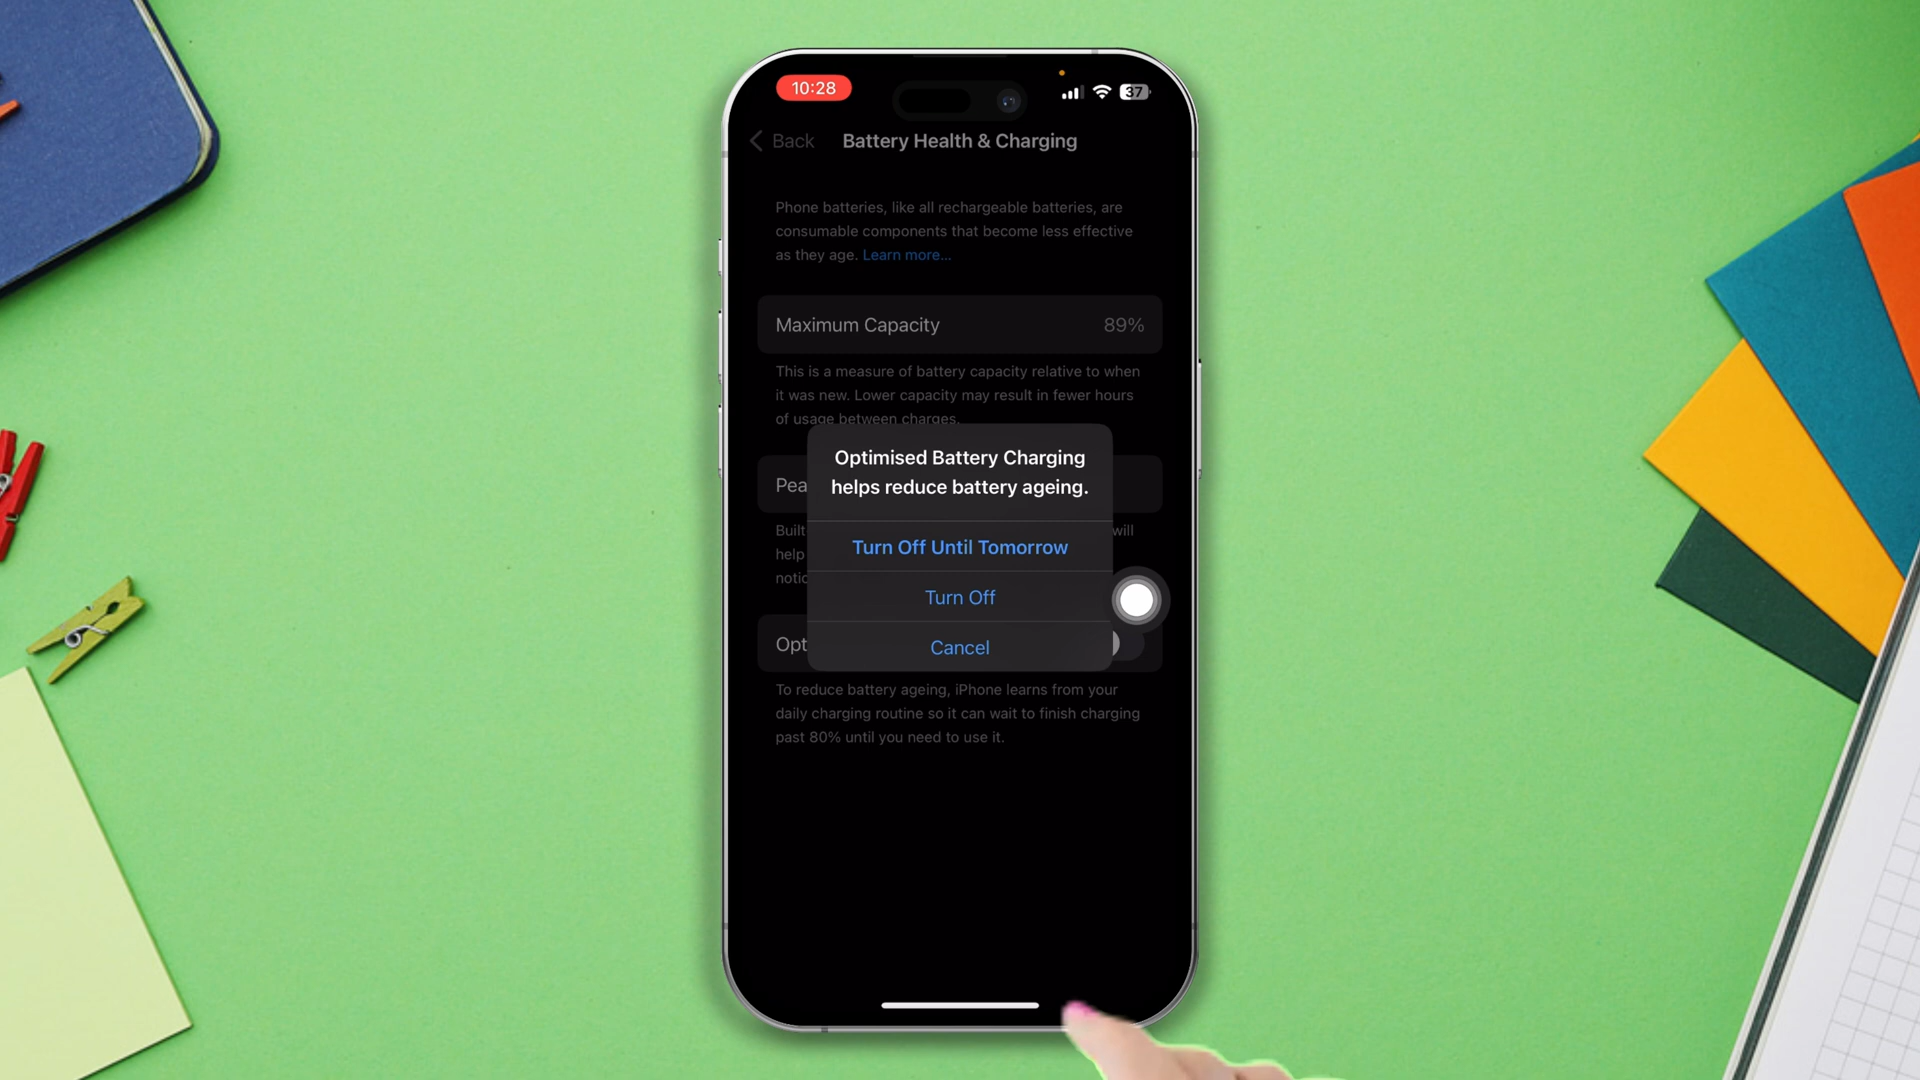 10:28
37
Back
Battery Health & Charging
Phone batteries, like all rechargeable batteries, are
consumable components that become less effective
as they age. Learn more...
Maximum Capacity 89%
This is a measure of battery capacity relative to when
it was new. Lower capacity may result in fewer hours
of usage between charges.
Optimised Battery Charging
helps reduce battery ageing.
Pea
Built will
help
notic
Turn Off Until Tomorrow
Turn Off
Opt
Cancel
To reduce battery ageing, iPhone learns from your
daily charging routine so it can wait to finish charging
past 80% until you need to use it.